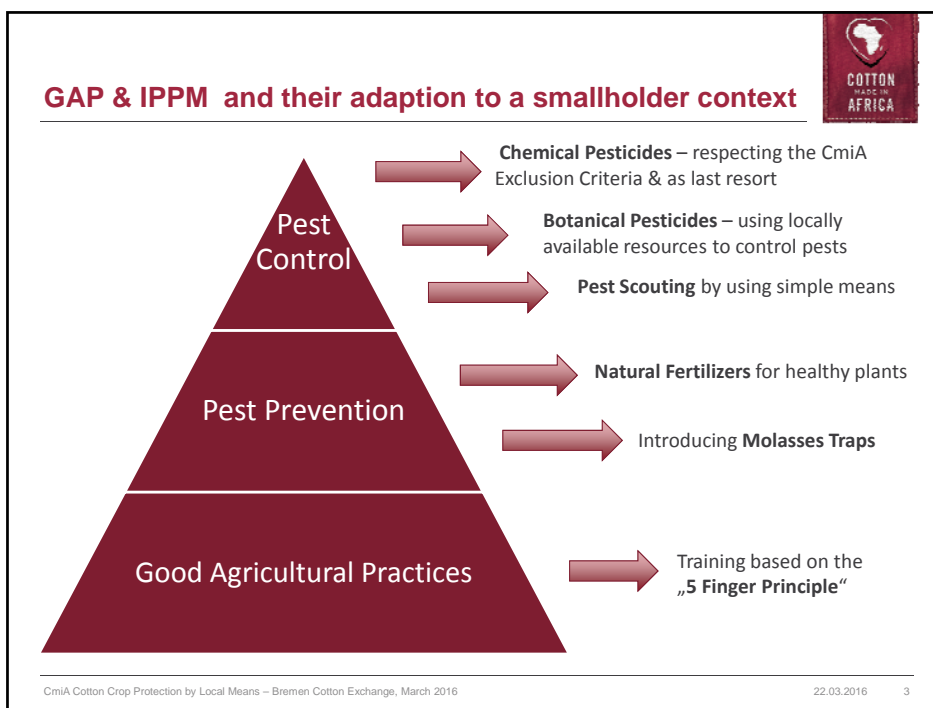 GAP & IPPM and their adaption to a smallholder context
COTTON
MADE IN
AFRICA
Chemical Pesticides – respecting the CmiA
Exclusion Criteria & as last resort
Pest
Control
Botanical Pesticides – using locally
available resources to control pests
Pest Scouting by using simple means
Natural Fertilizers for healthy plants
Pest Prevention
Introducing Molasses Traps
Good Agricultural Practices
Training based on the
„5 Finger Principle“
CmiA Cotton Crop Protection by Local Means – Bremen Cotton Exchange, March 2016
22.03.2016
3